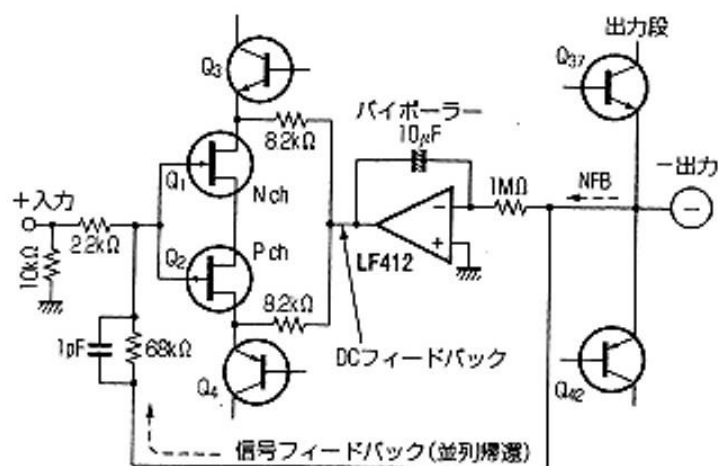 出力段
Q3
Q37
バイポーラー
10μF
8.2kΩ
Q1
Nch
1MΩ
NFB
－出力
＋入力
2.2kΩ
10kΩ
Q2
Pch
LF412
8.2kΩ
DCフィードバック
1pF
68kΩ
Q4
Q42
信号フィードバック(並列帰還)